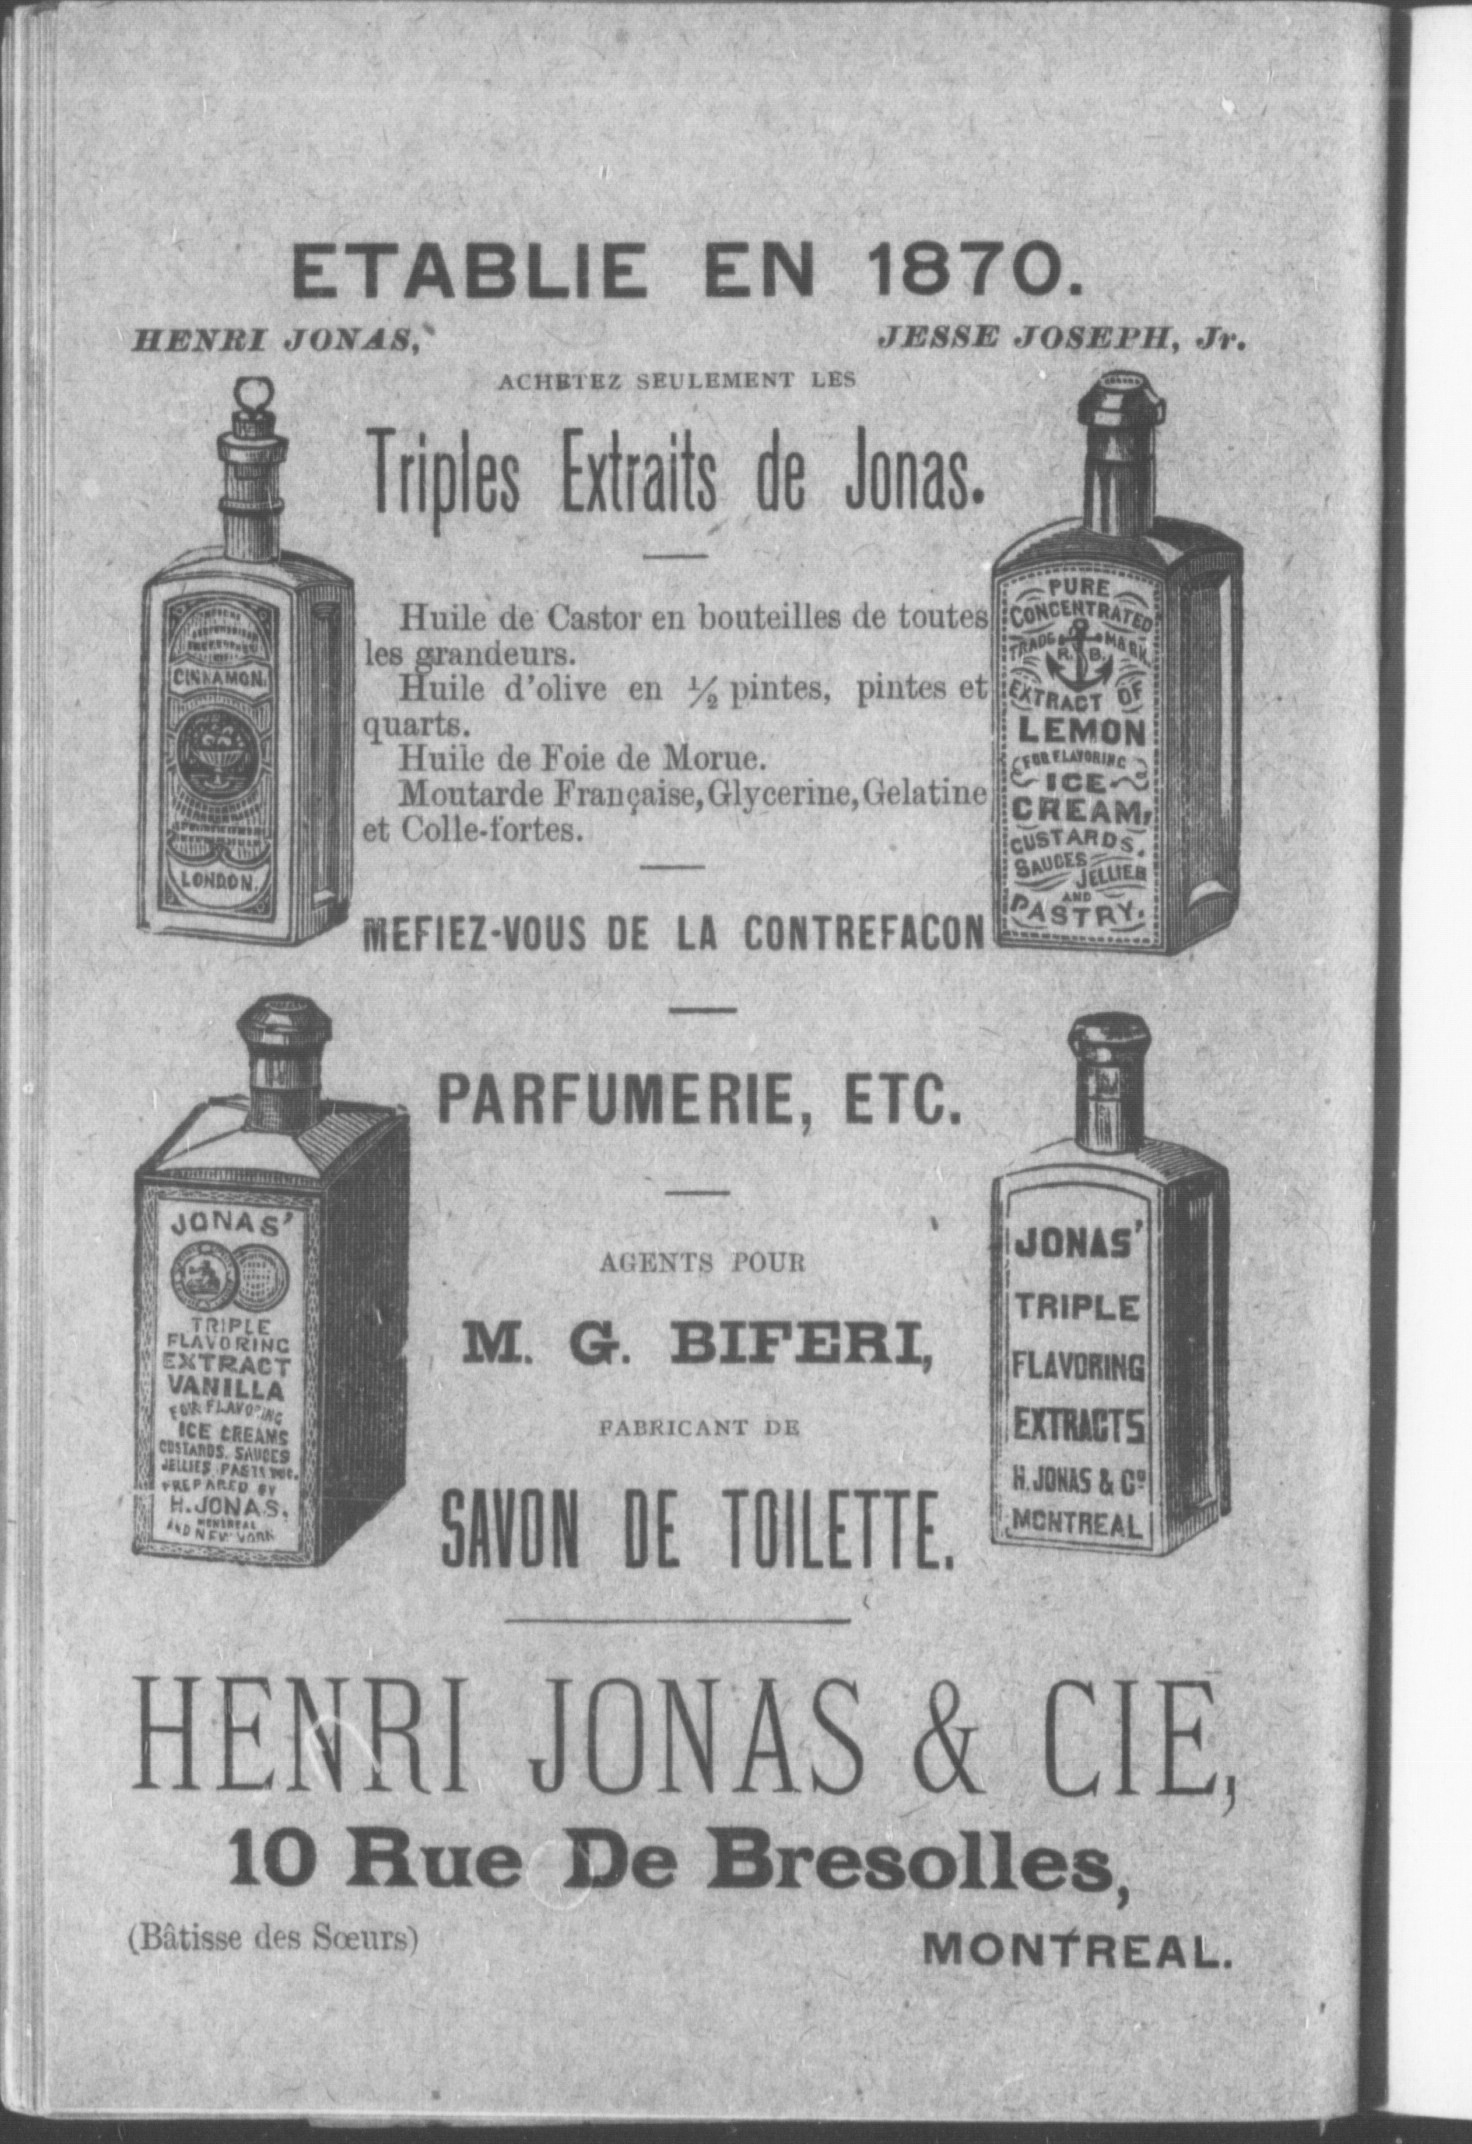 ETABLIE EN 1870.
HENRI JONAS,
JESSE JOSEPH, Jr.
ACHETEZ SEULEMENT LES
Triples Extraits de Jonas.
Huile de Castor en bouteilles de toutes
les grandeurs.
Huile d'olive en ½ pintes, pintes et
quarts.
Huile de Foie de Morue.
Moutarde Française, Glycerine, Gelatine
et Colle-fortes.
MEFIEZ-VOUS DE LA CONTREFACON
CINNAMON.
LONDON.
PURE
CONCENTRATED
TRADE MARK.
R. B.
EXTRACT OF
LEMON
FOR FLAVORING
ICE
CREAM,
CUSTARDS,
SAUCES
JELLIES
AND
PASTRY.
PARFUMERIE, ETC.
AGENTS POUR
M. G. BIFERI,
FABRICANT DE
SAVON DE TOILETTE.
JONAS'
TRIPLE
FLAVORING
EXTRACT
VANILLA
FOR FLAVORING
ICE CREAMS
CUSTARDS, SAUCES
JELLIES
PREPARED BY
H. JONAS,
MONTREAL
AND NEW YORK
JONAS'
TRIPLE
FLAVORING
EXTRACTS
H. JONAS & Co
MONTREAL
HENRI JONAS & CIE,
10 Rue De Bresolles,
(Bâtisse des Sœurs)
MONTREAL.